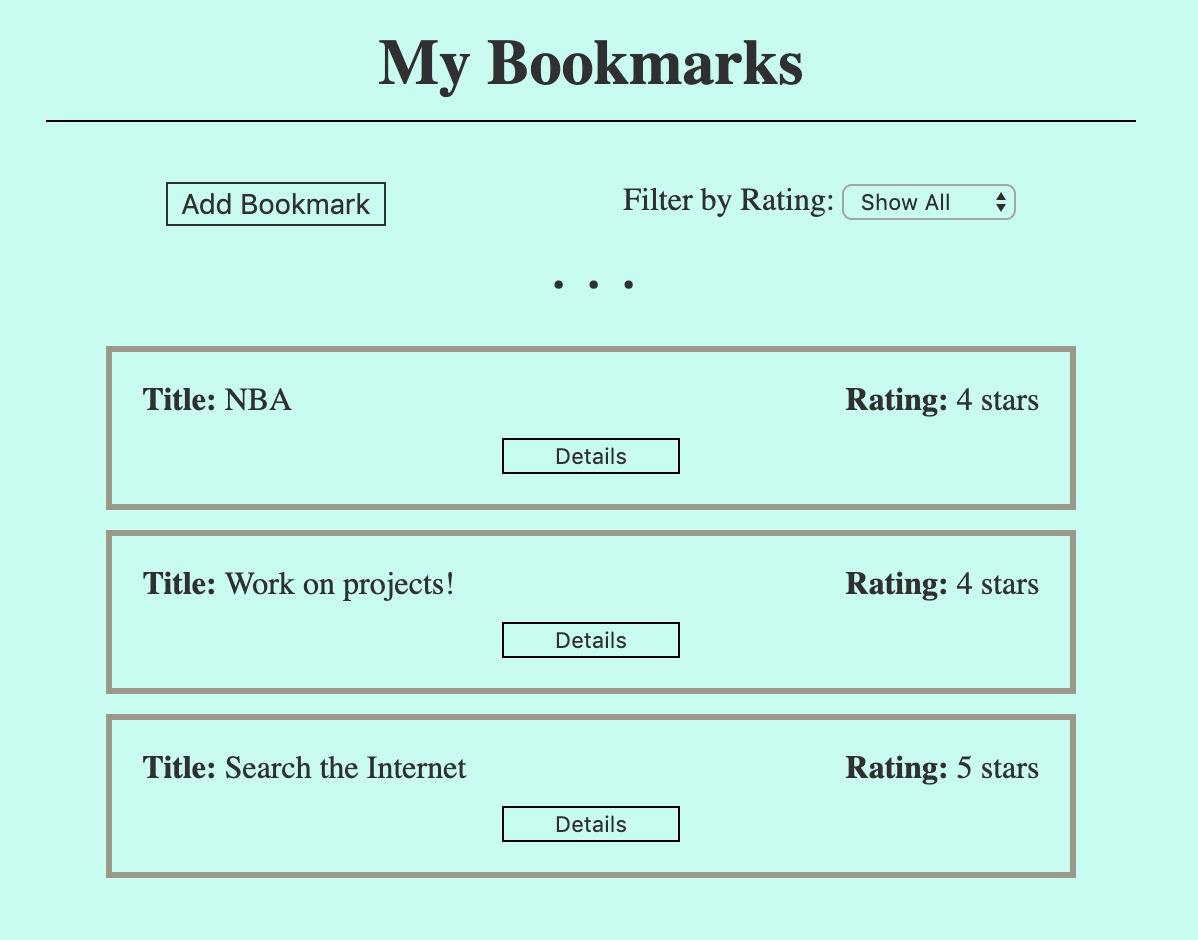 My Bookmarks
Add Bookmark
Filter by Rating: Show All
. . .
Title: NBA
Rating: 4 stars
Details
Title: Work on projects!
Rating: 4 stars
Details
Title: Search the Internet
Rating: 5 stars
Details